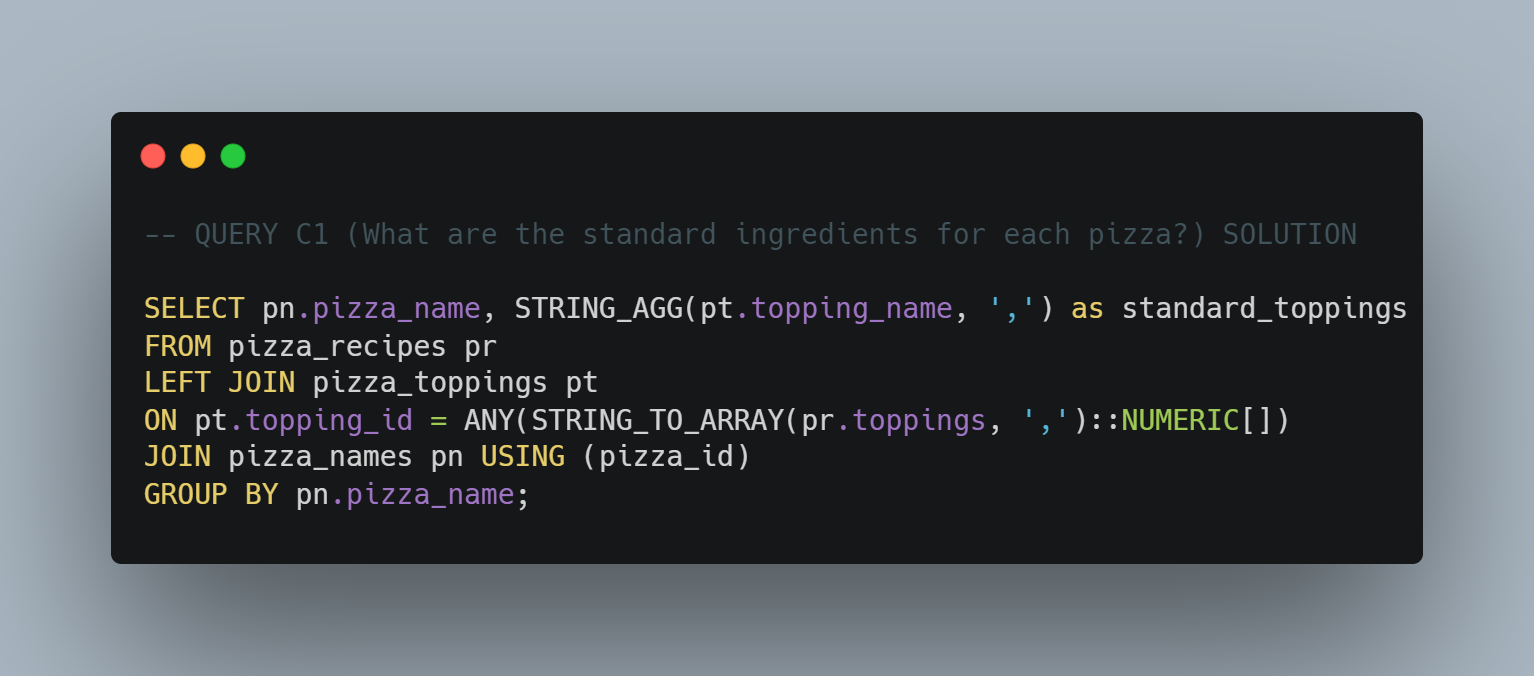 -- QUERY C1 (What are the standard ingredients for each pizza?) SOLUTION
SELECT pn.pizza_name, STRING_AGG(pt.topping_name, ',') as standard_toppings
FROM pizza_recipes pr
LEFT JOIN pizza_toppings pt
ON pt.topping_id = ANY(STRING_TO_ARRAY(pr.toppings, ',')::NUMERIC[])
JOIN pizza_names pn USING (pizza_id)
GROUP BY pn.pizza_name;